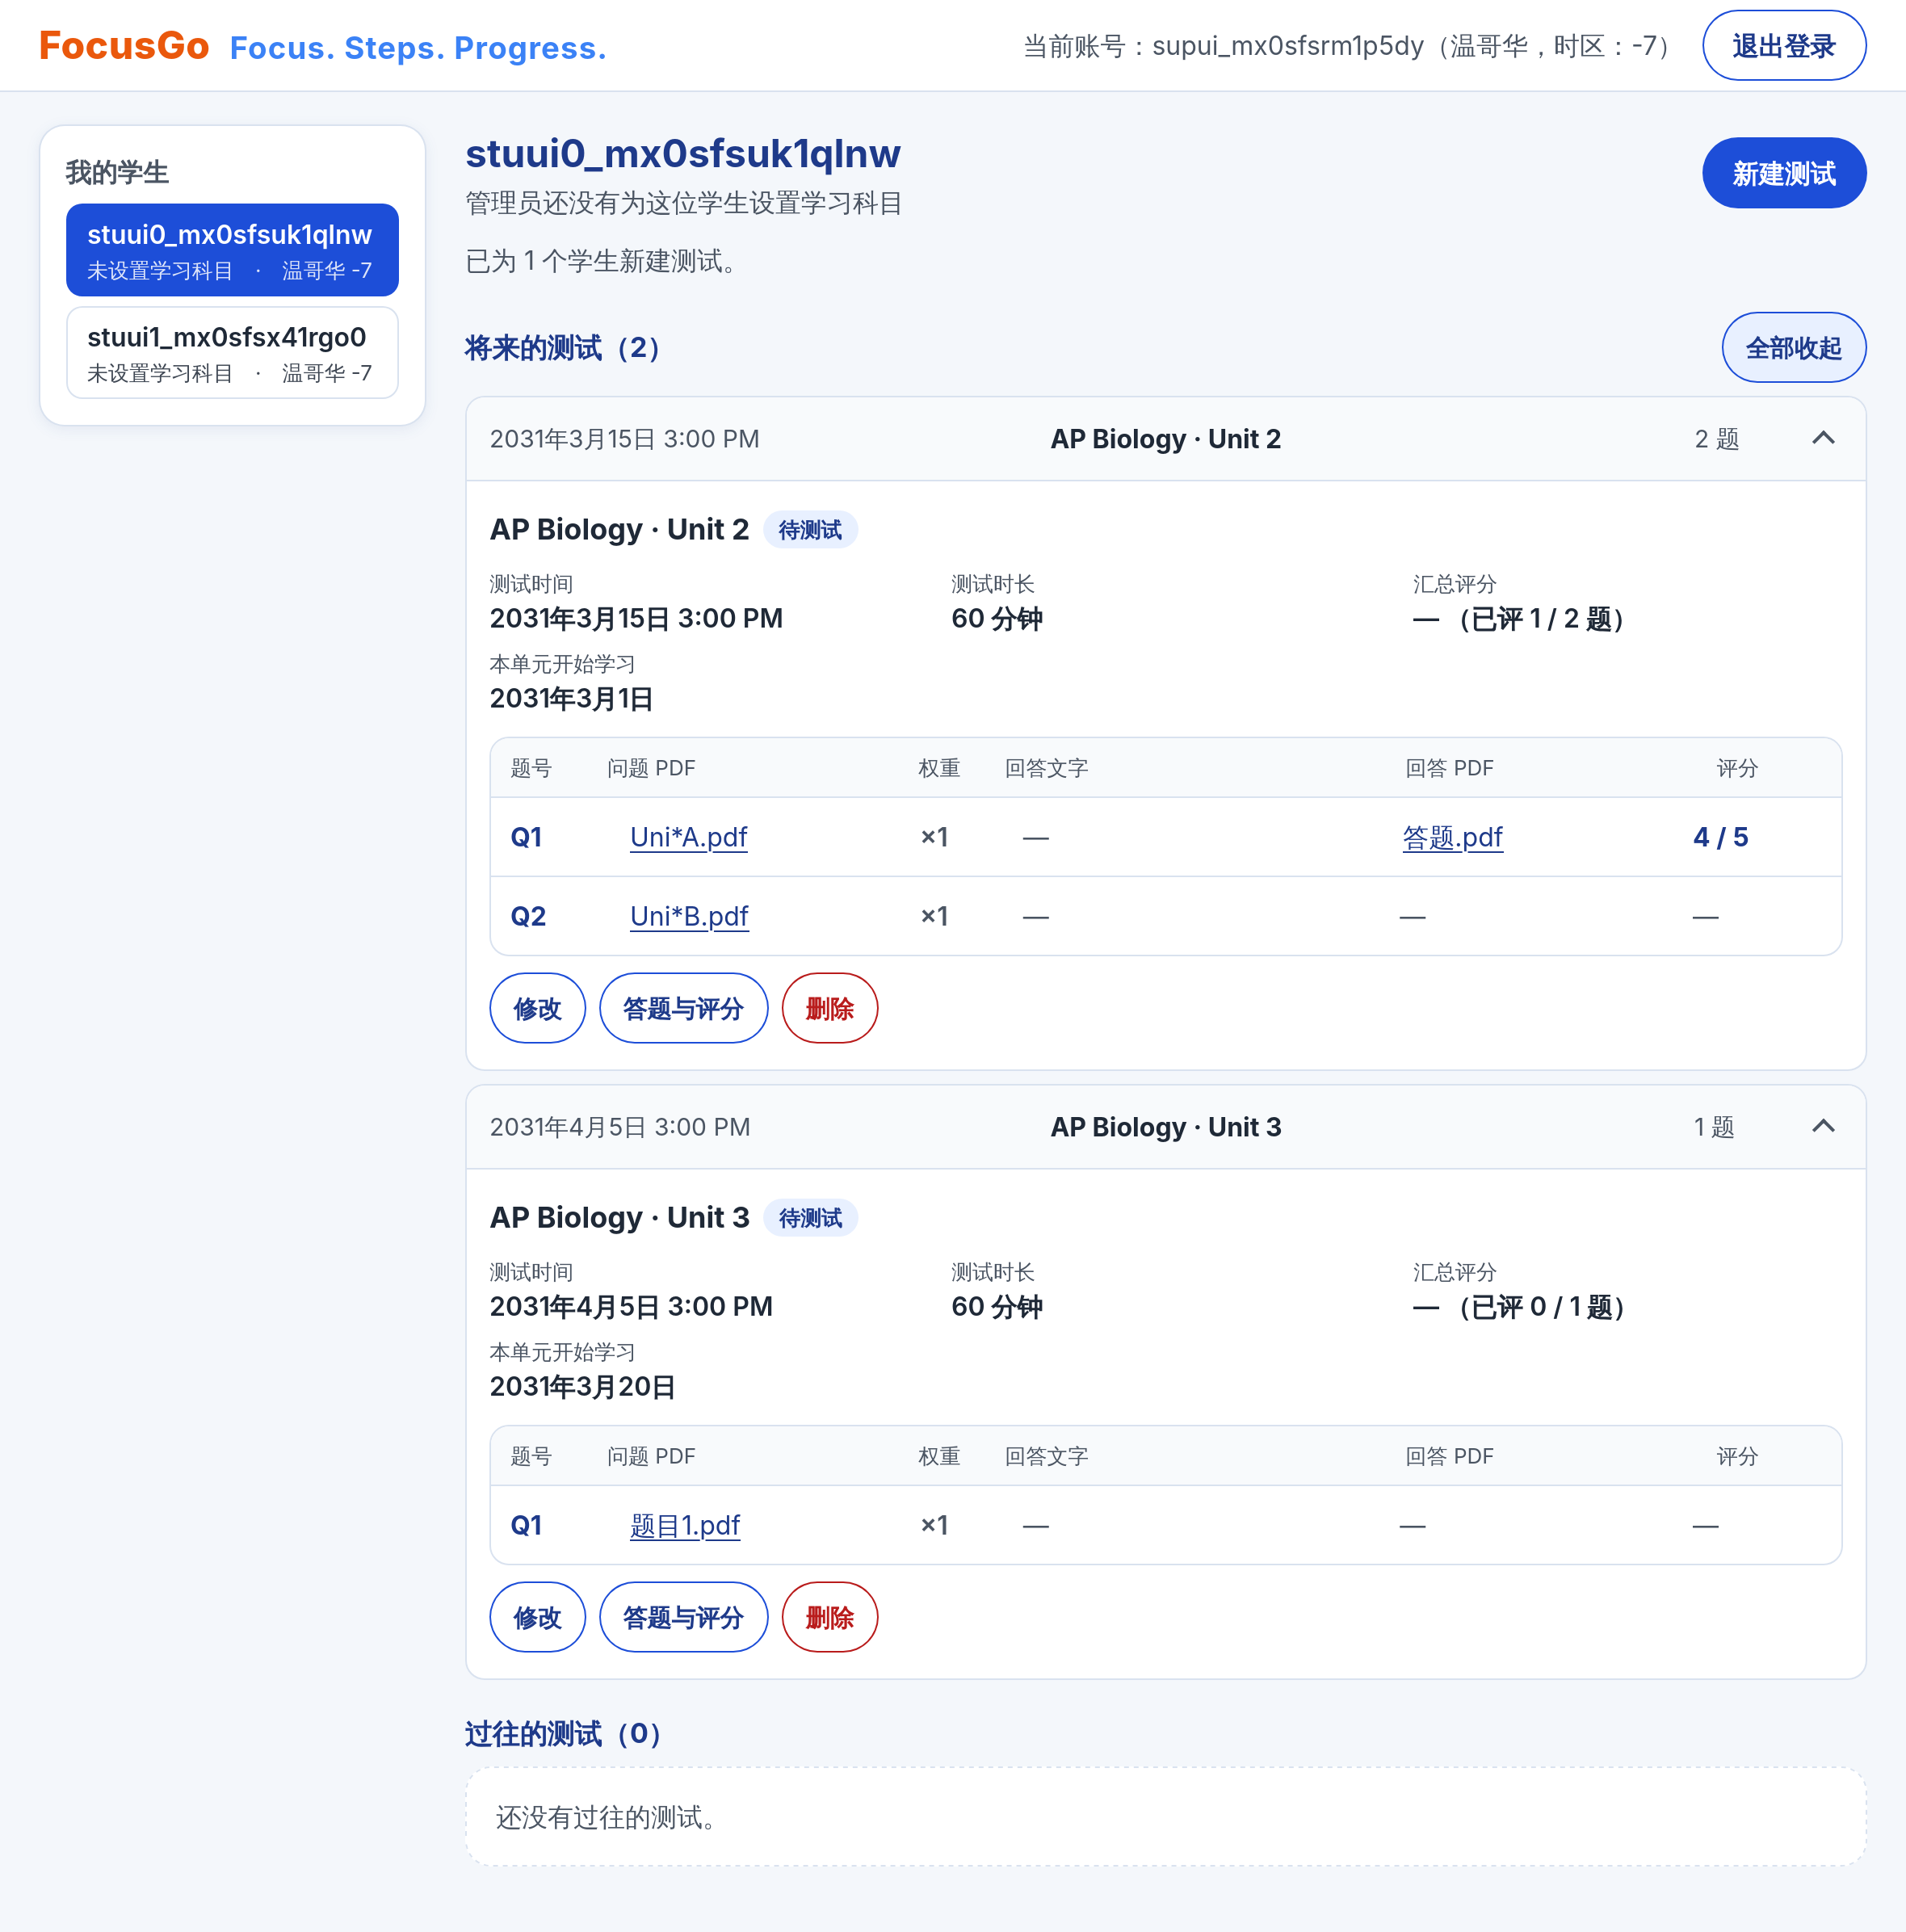 FocusGo Focus. Steps. Progress.
当前账号：supui_mx0sfsrm1p5dy（温哥华，时区：-7）
退出登录
我的学生
stuui0_mx0sfsuk1qlnw
未设置学习科目 · 温哥华 -7
stuui1_mx0sfsx41rgo0
未设置学习科目 · 温哥华 -7
stuui0_mx0sfsuk1qlnw
新建测试
管理员还没有为这位学生设置学习科目
已为 1 个学生新建测试。
将来的测试（2）
全部收起
2031年3月15日 3:00 PM AP Biology · Unit 2 2 题
AP Biology · Unit 2 待测试
测试时间 测试时长 汇总评分
2031年3月15日 3:00 PM 60 分钟 — （已评 1 / 2 题）
本单元开始学习
2031年3月1日
题号 问题 PDF 权重 回答文字 回答 PDF 评分
Q1 Uni*A.pdf ×1 — 答题.pdf 4 / 5
Q2 Uni*B.pdf ×1 — — —
修改 答题与评分 删除
2031年4月5日 3:00 PM AP Biology · Unit 3 1 题
AP Biology · Unit 3 待测试
测试时间 测试时长 汇总评分
2031年4月5日 3:00 PM 60 分钟 — （已评 0 / 1 题）
本单元开始学习
2031年3月20日
题号 问题 PDF 权重 回答文字 回答 PDF 评分
Q1 题目1.pdf ×1 — — —
修改 答题与评分 删除
过往的测试（0）
还没有过往的测试。